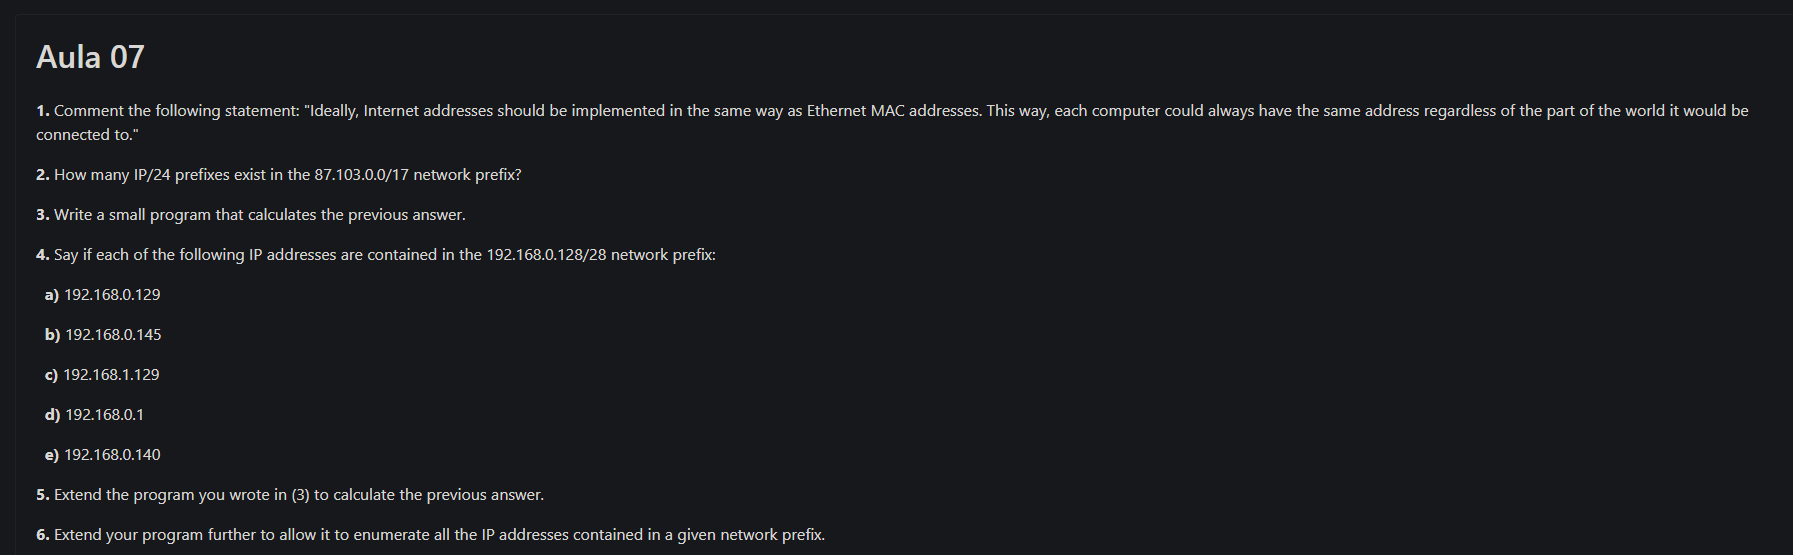 Aula 07
1. Comment the following statement: "Ideally, Internet addresses should be implemented in the same way as Ethernet MAC addresses. This way, each computer could always have the same address regardless of the part of the world it would be
connected to."
2. How many IP/24 prefixes exist in the 87.103.0.0/17 network prefix?
3. Write a small program that calculates the previous answer.
4. Say if each of the following IP addresses are contained in the 192.168.0.128/28 network prefix:
a) 192.168.0.129
b) 192.168.0.145
c) 192.168.1.129
d) 192.168.0.1
e) 192.168.0.140
5. Extend the program you wrote in (3) to calculate the previous answer.
6. Extend your program further to allow it to enumerate all the IP addresses contained in a given network prefix.